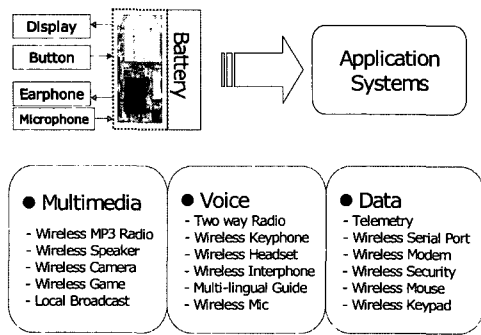 Display
Button
Earphone
Microphone
Battery
Application
Systems
● Multimedia
- Wireless MP3 Radio
- Wireless Speaker
- Wireless Camera
- Wireless Game
- Local Broadcast
● Voice
- Two way Radio
- Wireless Keyphone
- Wireless Headset
- Wireless Interphone
- Multi-lingual Guide
- Wireless Mic
● Data
- Telemetry
- Wireless Serial Port
- Wireless Modem
- Wireless Security
- Wireless Mouse
- Wireless Keypad